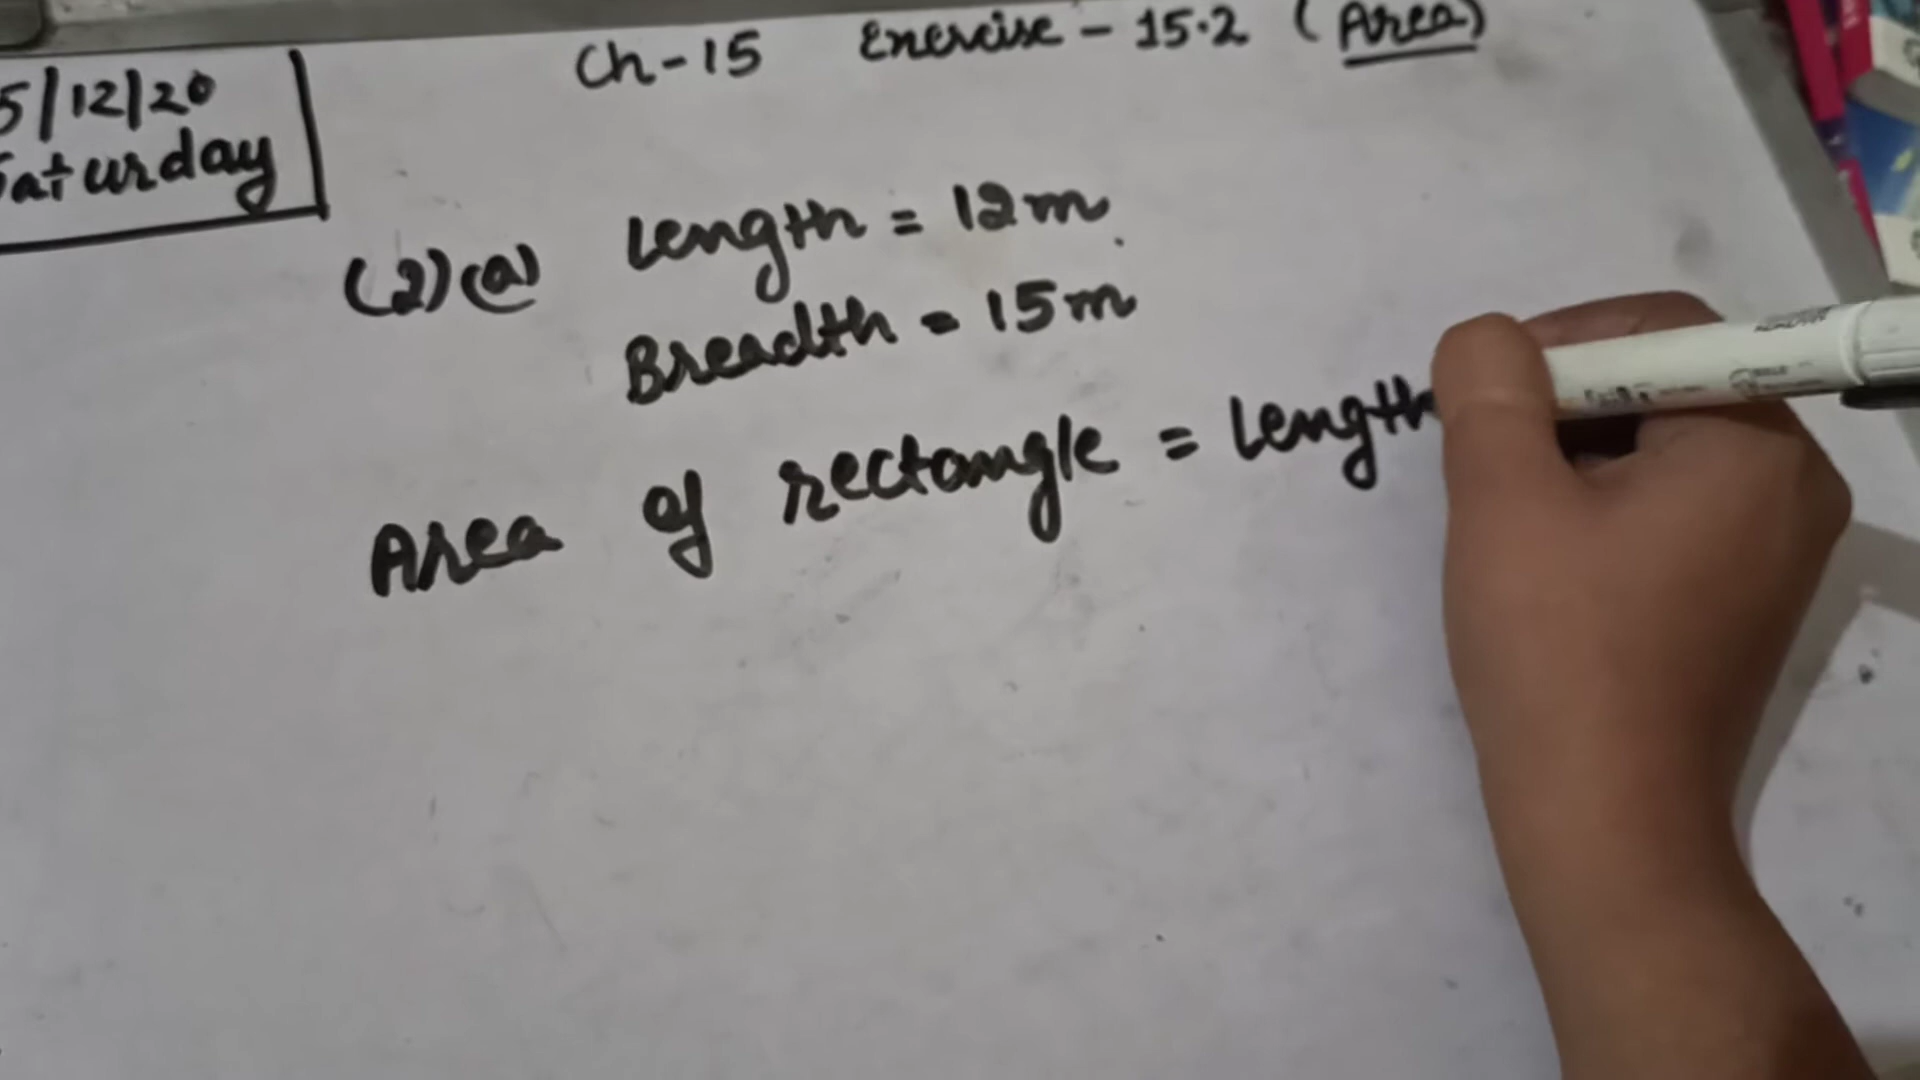 Ch-15 Exercise - 15.2 (Area)
5/12/20
Saturday
(2)(a) Length = 12m
Breadth = 15m
Area of rectangle = Length